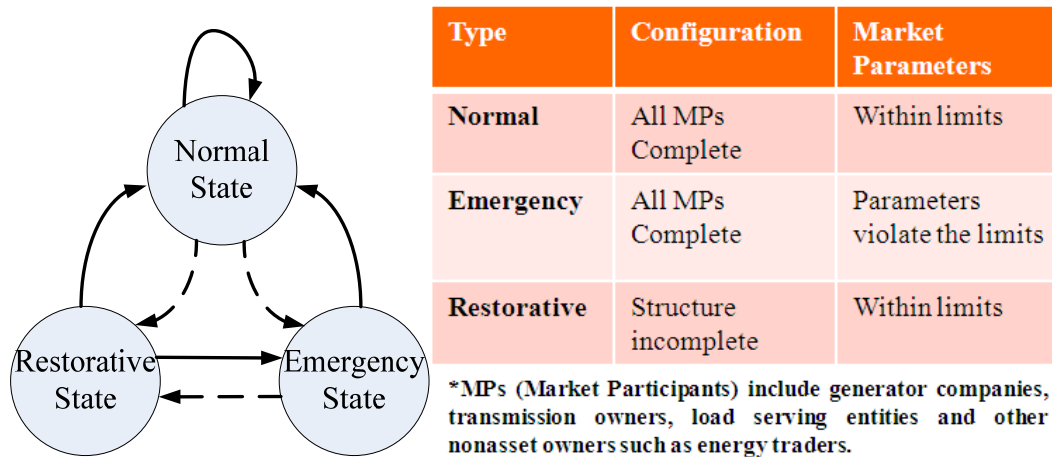 Normal
State
Restorative
State
Emergency
State
Type
Configuration
Market
Parameters
Normal
All MPs
Complete
Within limits
Emergency
All MPs
Complete
Parameters
violate the limits
Restorative
Structure
incomplete
Within limits
*MPs (Market Participants) include generator companies,
transmission owners, load serving entities and other
nonasset owners such as energy traders.